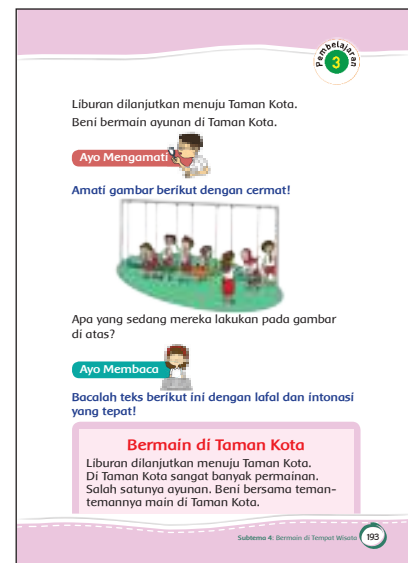 Pembelajaran
3
Liburan dilanjutkan menuju Taman Kota.
Beni bermain ayunan di Taman Kota.
Ayo Mengamati
Amati gambar berikut dengan cermat!
Apa yang sedang mereka lakukan pada gambar
di atas?
Ayo Membaca
Bacalah teks berikut ini dengan lafal dan intonasi
yang tepat!
Bermain di Taman Kota
Liburan dilanjutkan menuju Taman Kota.
Di Taman Kota sangat banyak permainan.
Salah satunya ayunan. Beni bersama teman-
temannya main di Taman Kota.
Subtema 4: Bermain di Tempat Wisata
193